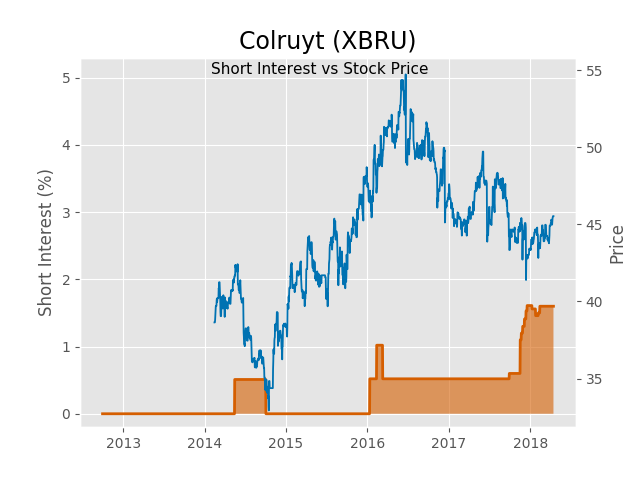 Colruyt (XBRU)
Short Interest vs Stock Price
Short Interest (%)
5
4
3
2
1
0
55
50
45
40
35
Price
2013 2014 2015 2016 2017 2018